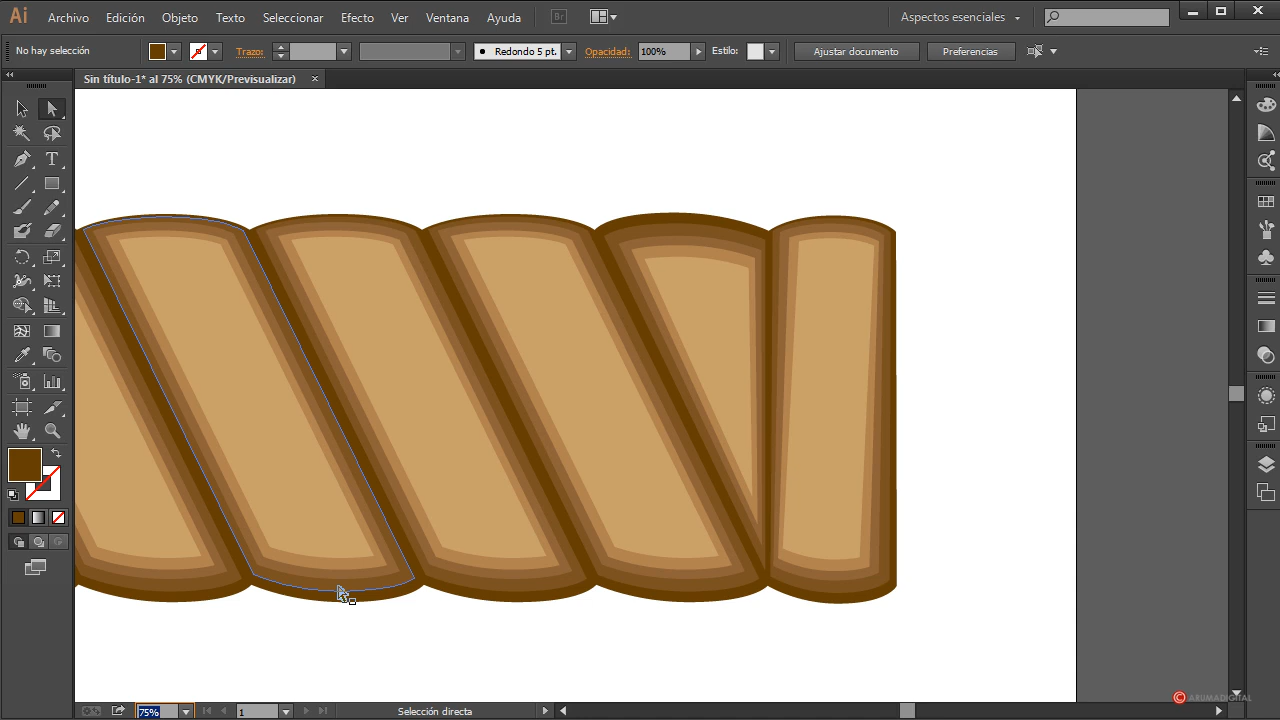 Ai Archivo Edición Objeto Texto Seleccionar Efecto Ver Ventana Ayuda Br Aspectos esenciales
No hay selección Trazo: Redondo 5 pt. Opacidad: 100% Estilo: Ajustar documento Preferencias
Sin título-1* al 75% (CMYK/Previsualizar) ×
T
© ARUMADIGITAL
75% 1 Selección directa